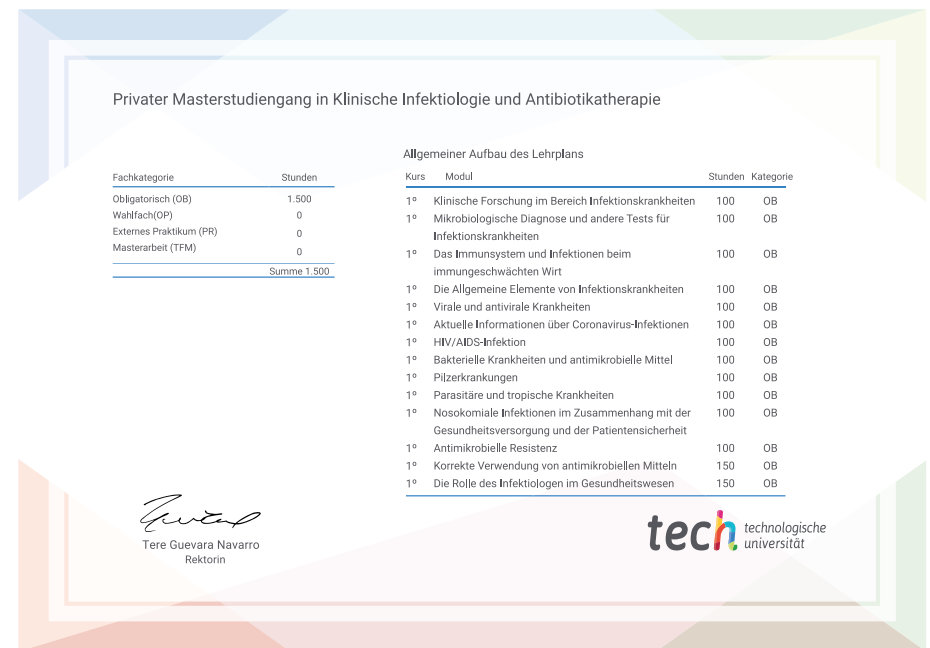 Privater Masterstudiengang in Klinische Infektiologie und Antibiotikatherapie
Fachkategorie Stunden
Obligatorisch (OB) 1.500
Wahlfach(OP) 0
Externes Praktikum (PR) 0
Masterarbeit (TFM) 0
Summe 1.500
Allgemeiner Aufbau des Lehrplans
Kurs Modul Stunden Kategorie
1º Klinische Forschung im Bereich Infektionskrankheiten 100 OB
1º Mikrobiologische Diagnose und andere Tests für 100 OB
Infektionskrankheiten
1º Das Immunsystem und Infektionen beim 100 OB
immungeschwächten Wirt
1º Die Allgemeine Elemente von Infektionskrankheiten 100 OB
1º Virale und antivirale Krankheiten 100 OB
1º Aktuelle Informationen über Coronavirus-Infektionen 100 OB
1º HIV/AIDS-Infektion 100 OB
1º Bakterielle Krankheiten und antimikrobielle Mittel 100 OB
1º Pilzerkrankungen 100 OB
1º Parasitäre und tropische Krankheiten 100 OB
1º Nosokomiale Infektionen im Zusammenhang mit der 100 OB
Gesundheitsversorgung und der Patientensicherheit
1º Antimikrobielle Resistenz 100 OB
1º Korrekte Verwendung von antimikrobiellen Mitteln 150 OB
1º Die Rolle des Infektiologen im Gesundheitswesen 150 OB
Tere Guevara Navarro
Rektorin
tech technologische
universität